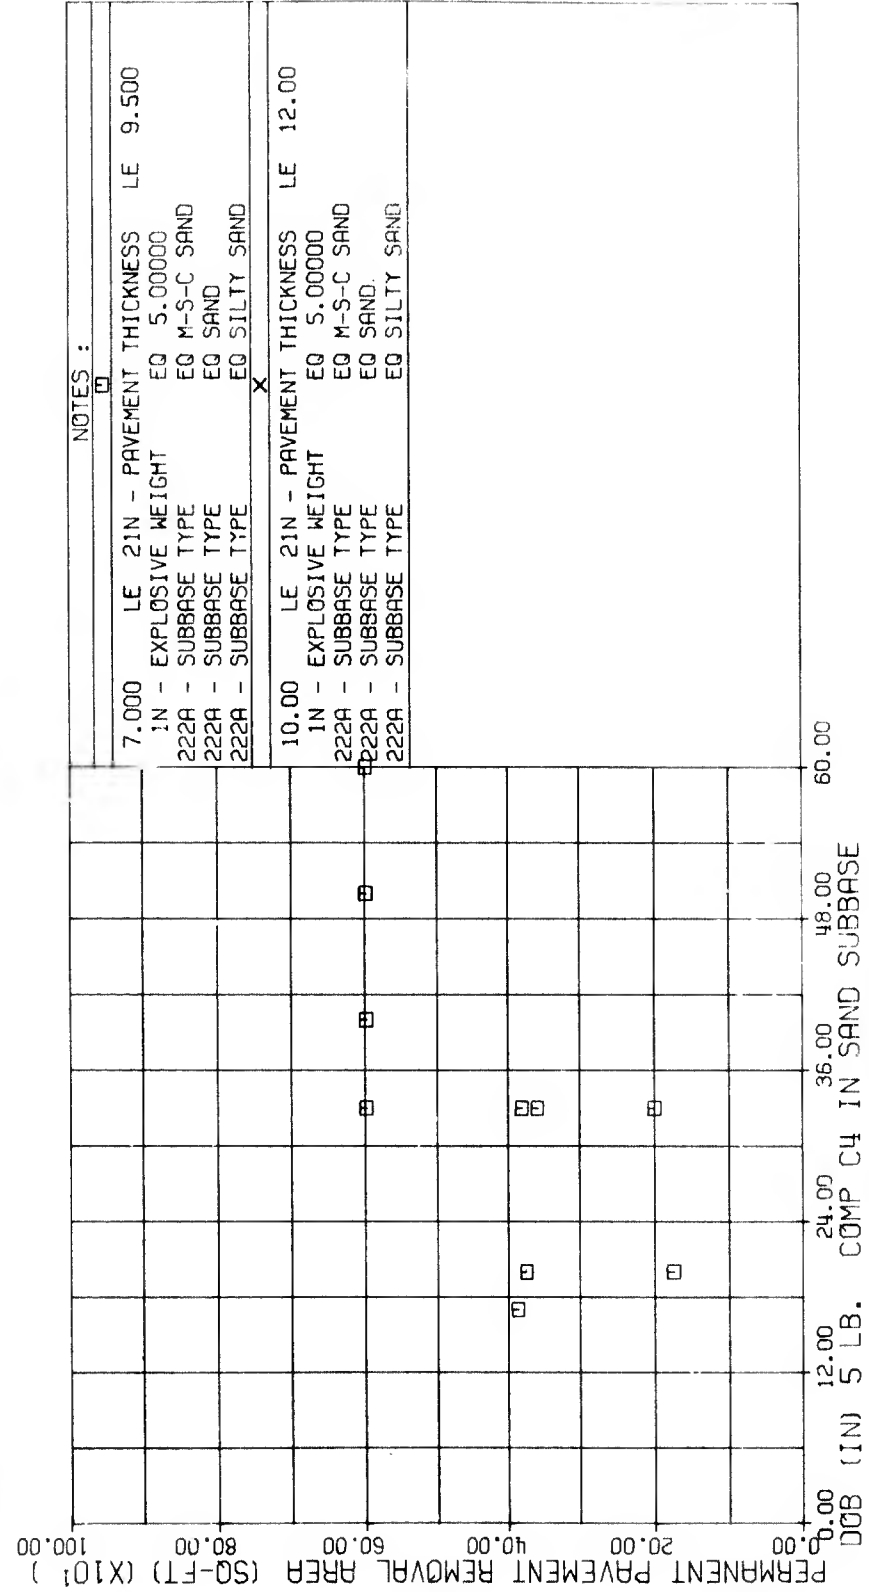 NOTES :
7.000 LE 21N - PAVEMENT THICKNESS LE 9.500
1N - EXPLOSIVE WEIGHT EQ 5.00000
222A - SUBBASE TYPE EQ M-S-C SAND
222A - SUBBASE TYPE EQ SAND
222A - SUBBASE TYPE EQ SILTY SAND
10.00 LE 21N - PAVEMENT THICKNESS LE 12.00
1N - EXPLOSIVE WEIGHT EQ 5.00000
222A - SUBBASE TYPE EQ M-S-C SAND
222A - SUBBASE TYPE EQ SAND.
222A - SUBBASE TYPE EQ SILTY SAND
PERMANENT PAVEMENT REMOVAL AREA (SQ-FT) (X10¹ )
100.00
80.00
60.00
40.00
20.00
0.00
0.00 12.00 24.00 36.00 48.00 60.00
DOB (IN) 5 LB. COMP C4 IN SAND SUBBASE